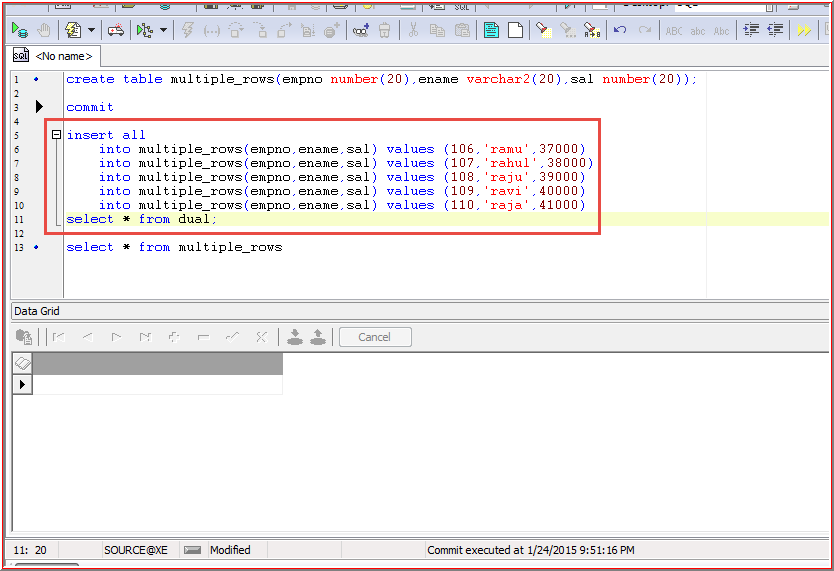 SQL
ABC abc Abc
SQL <No name>
1 create table multiple_rows(empno number(20),ename varchar2(20),sal number(20));
2
3 commit
4
5 insert all
6 into multiple_rows(empno,ename,sal) values (106,'ramu',37000)
7 into multiple_rows(empno,ename,sal) values (107,'rahul',38000)
8 into multiple_rows(empno,ename,sal) values (108,'raju',39000)
9 into multiple_rows(empno,ename,sal) values (109,'ravi',40000)
10 into multiple_rows(empno,ename,sal) values (110,'raja',41000)
11 select * from dual;
12
13 select * from multiple_rows
Data Grid
Cancel
11: 20 SOURCE@XE Modified Commit executed at 1/24/2015 9:51:16 PM